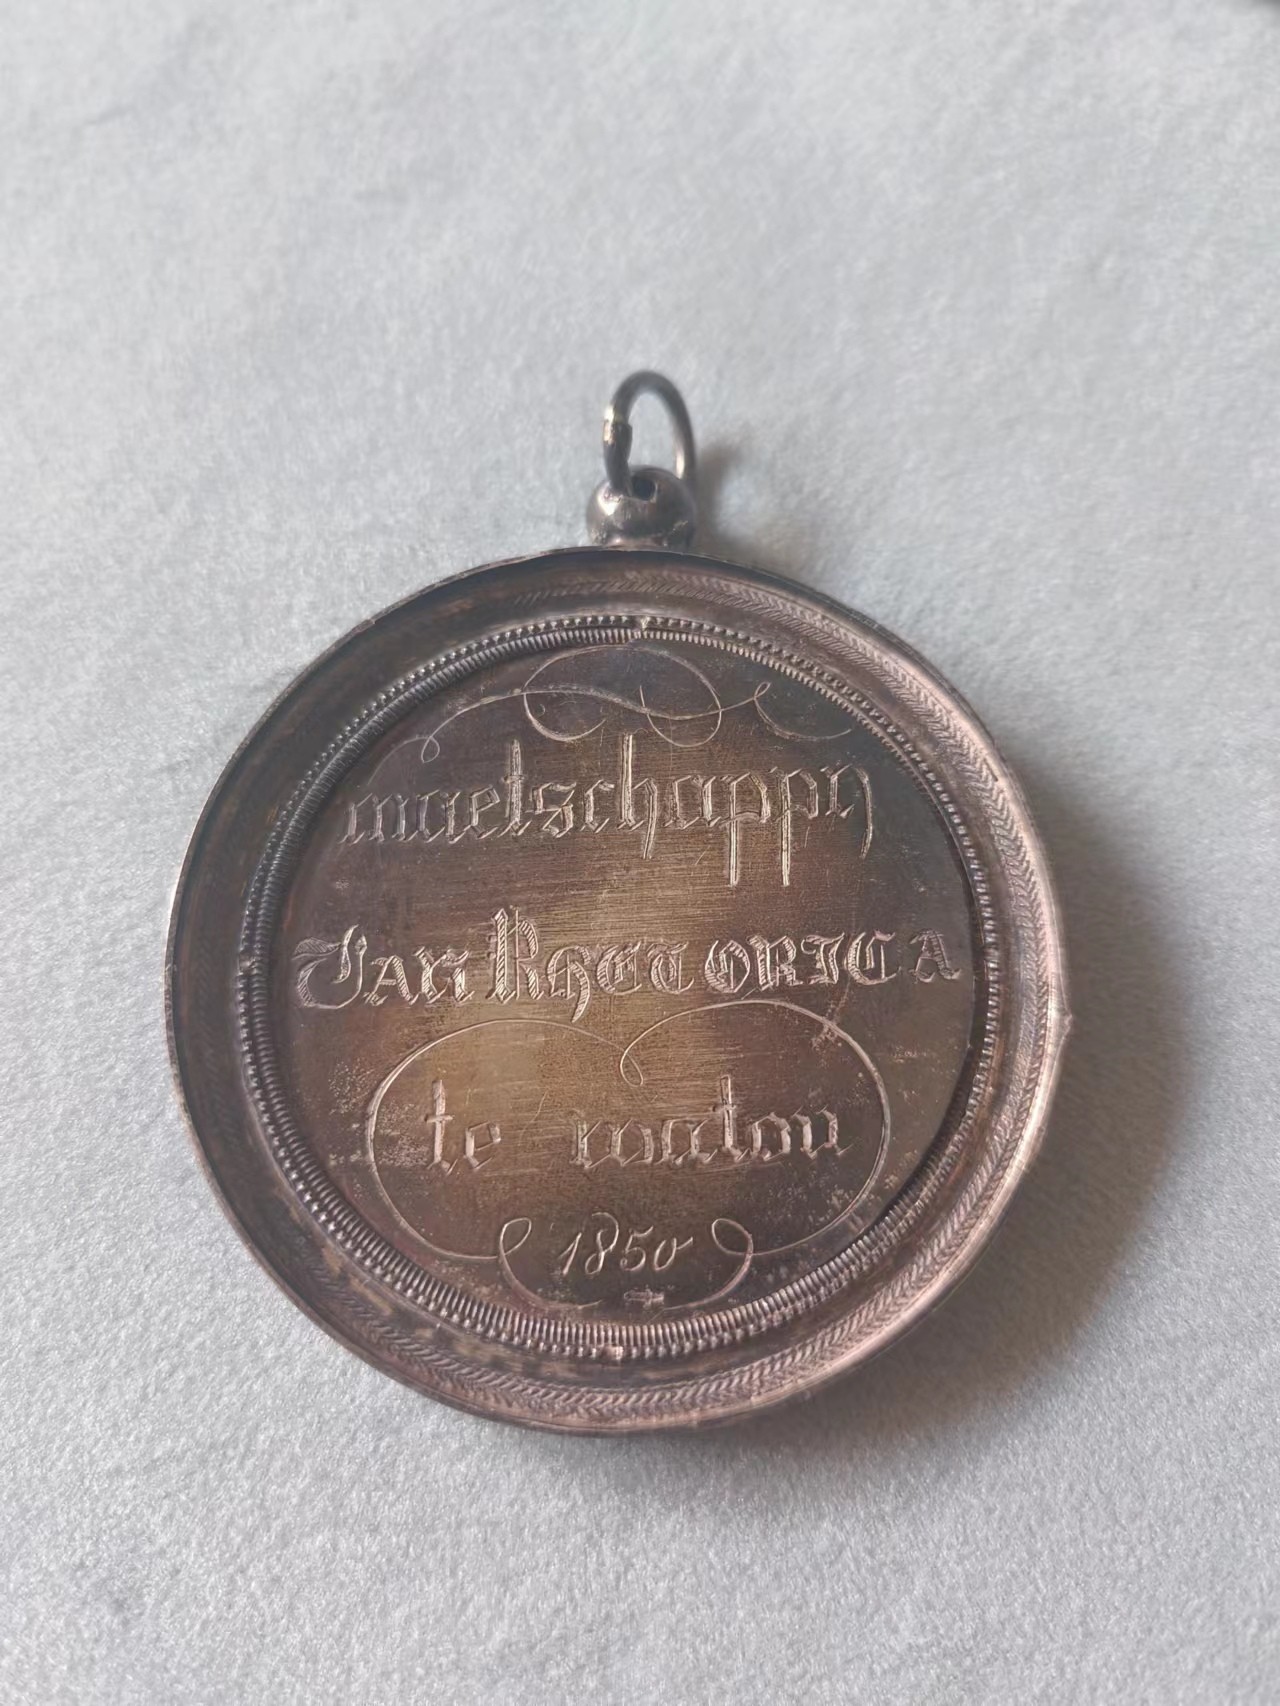 maetschappy
Van Rhetorica
te watou
1850